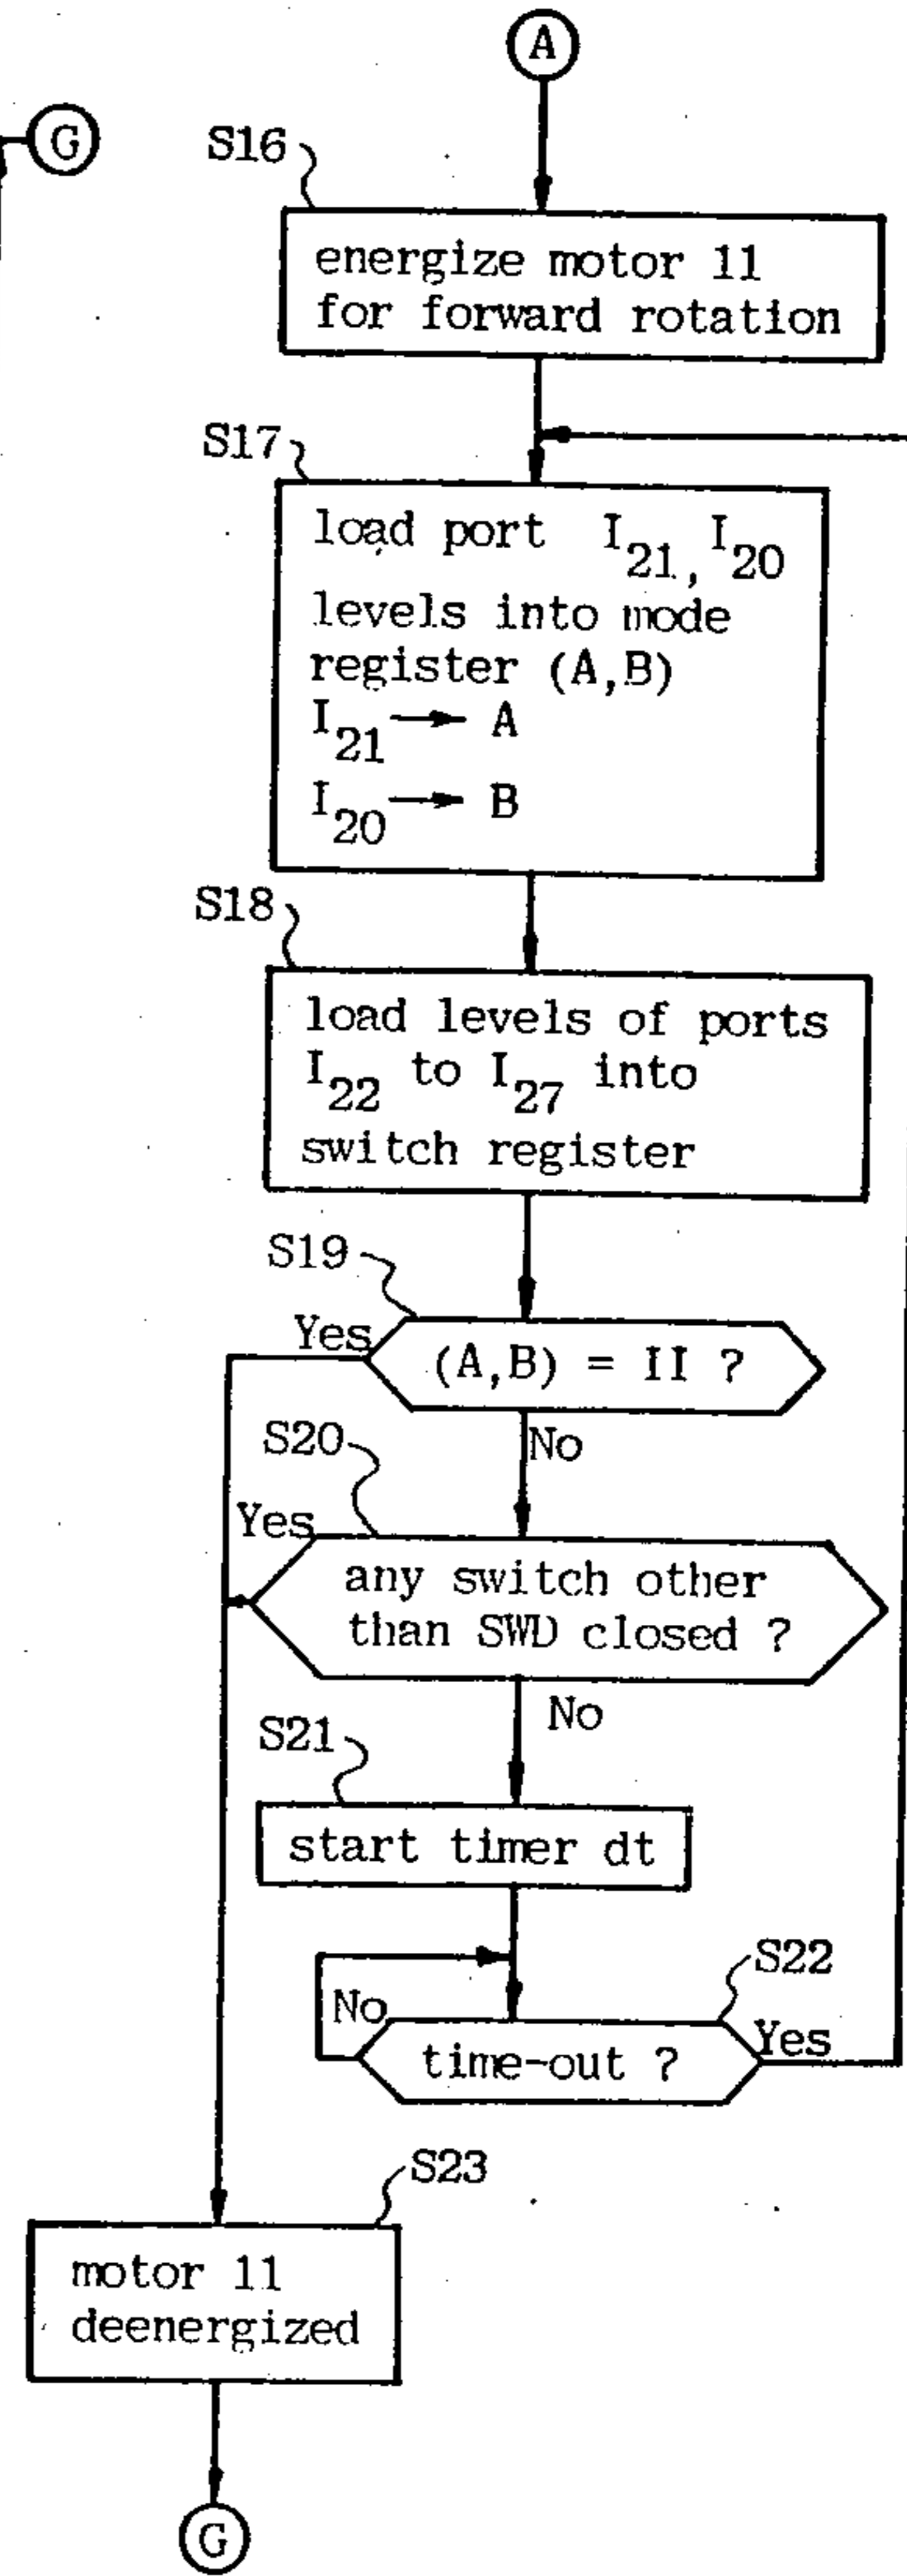 A
G
S16
energize motor 11
for forward rotation
S17
load port I21, I20
levels into mode
register (A,B)
I21 → A
I20 → B
S18
load levels of ports
I22 to I27 into
switch register
S19
Yes
(A,B) = II ?
No
S20
Yes
any switch other
than SWD closed ?
No
S21
start timer dt
S22
No
time-out ?
Yes
S23
motor 11
deenergized
G